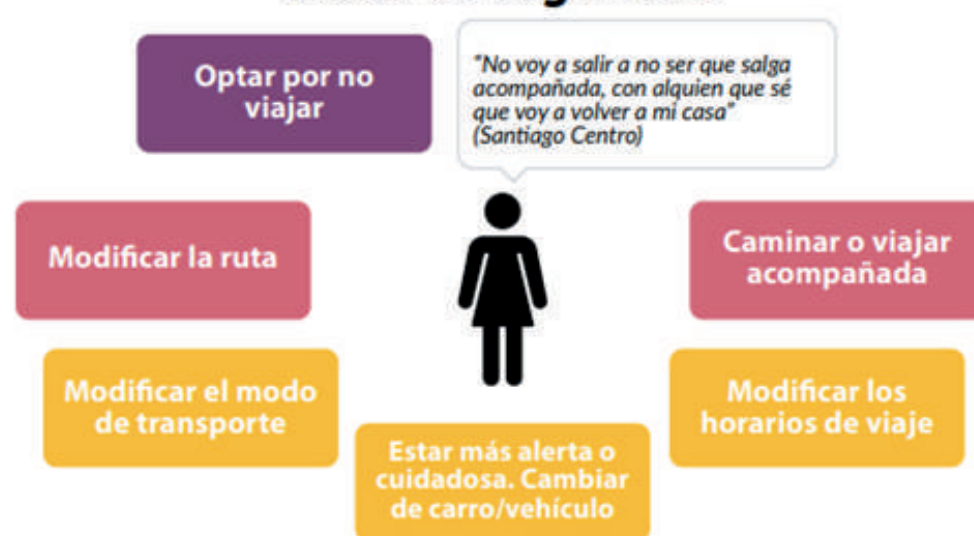 Optar por no
viajar
"No voy a salir a no ser que salga
acompañada, con alquien que sé
que voy a volver a mi casa"
(Santiago Centro)
Modificar la ruta
Caminar o viajar
acompañada
Modificar el modo
de transporte
Modificar los
horarios de viaje
Estar más alerta o
cuidadosa. Cambiar
de carro/vehículo